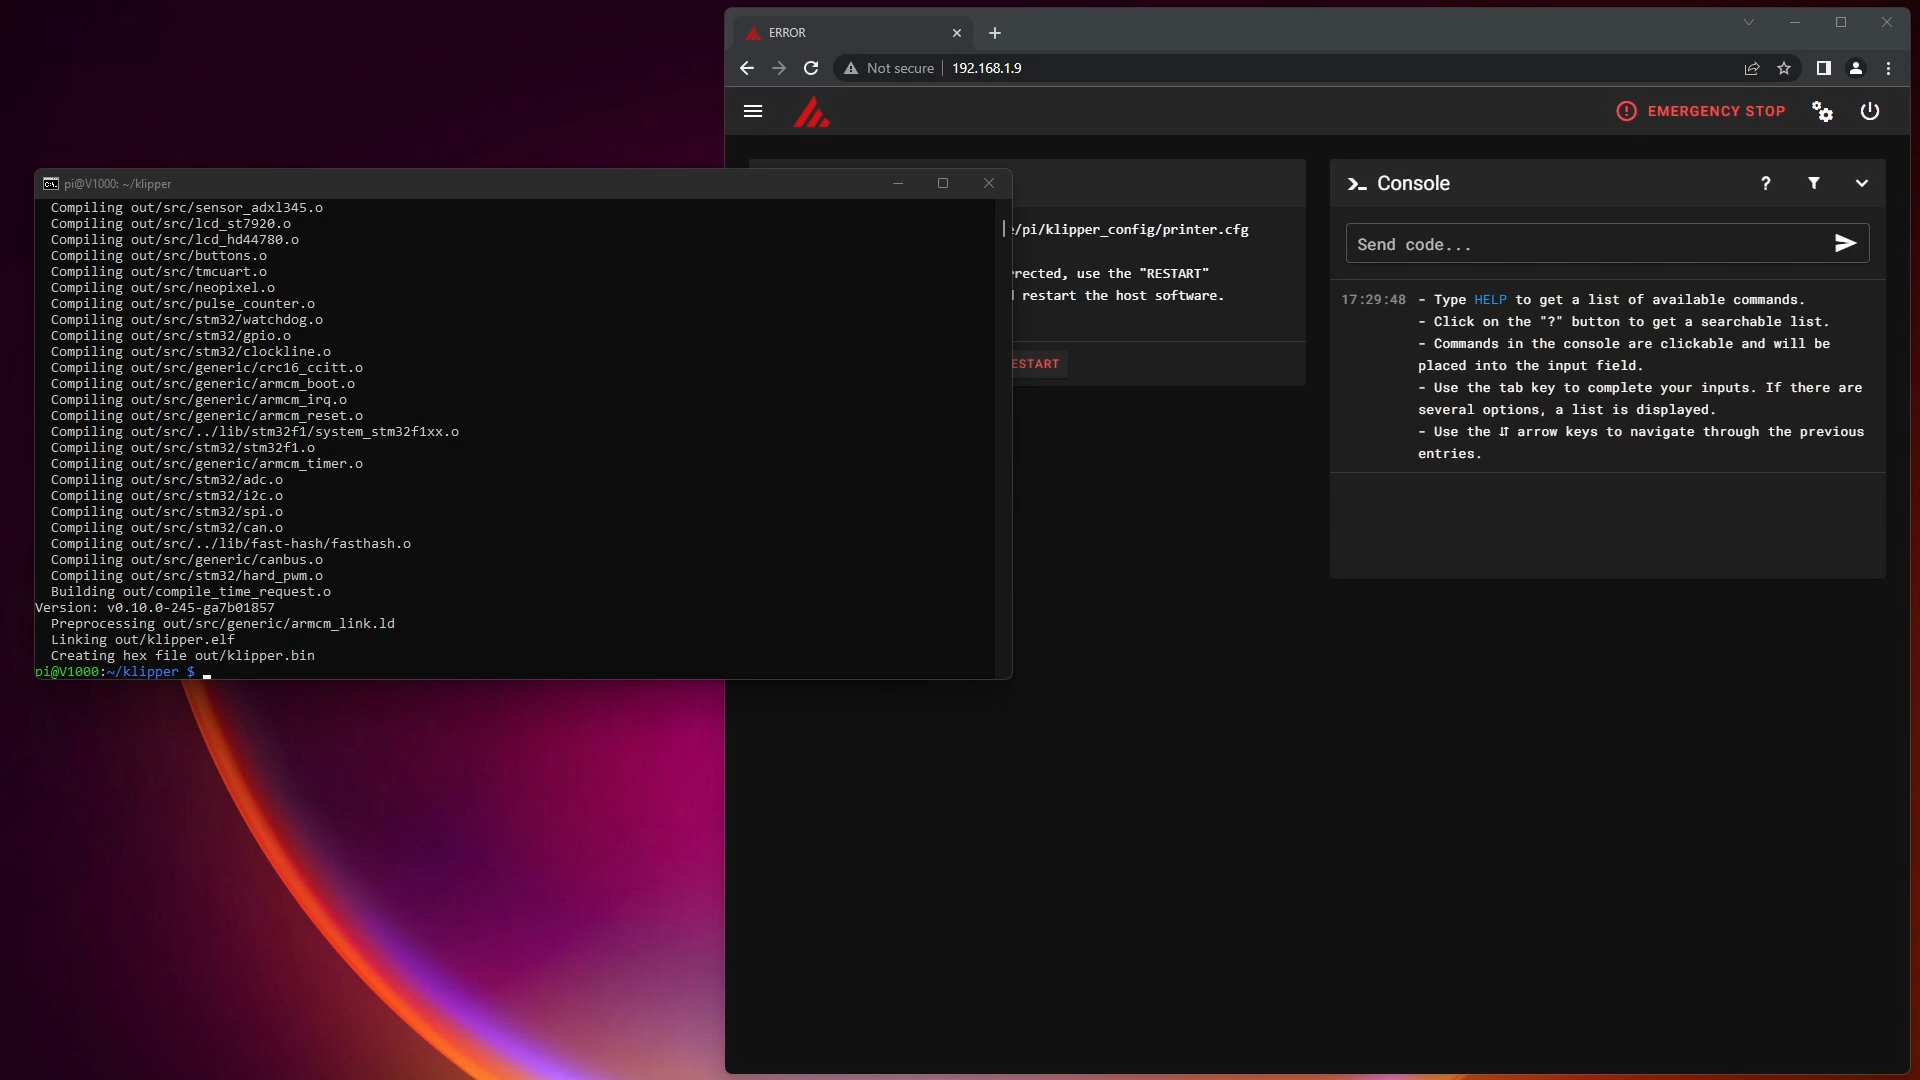 ERROR
Not secure
192.168.1.9
EMERGENCY STOP
pi@V1000: ~/klipper
Compiling out/src/sensor_adxl345.o
Compiling out/src/lcd_st7920.o
Compiling out/src/lcd_hd44780.o
Compiling out/src/buttons.o
Compiling out/src/tmcuart.o
Compiling out/src/neopixel.o
Compiling out/src/pulse_counter.o
Compiling out/src/stm32/watchdog.o
Compiling out/src/stm32/gpio.o
Compiling out/src/stm32/clockline.o
Compiling out/src/generic/crc16_ccitt.o
Compiling out/src/generic/armcm_boot.o
Compiling out/src/generic/armcm_irq.o
Compiling out/src/generic/armcm_reset.o
Compiling out/src/../lib/stm32f1/system_stm32f1xx.o
Compiling out/src/stm32/stm32f1.o
Compiling out/src/generic/armcm_timer.o
Compiling out/src/stm32/adc.o
Compiling out/src/stm32/i2c.o
Compiling out/src/stm32/spi.o
Compiling out/src/stm32/can.o
Compiling out/src/../lib/fast-hash/fasthash.o
Compiling out/src/generic/canbus.o
Compiling out/src/stm32/hard_pwm.o
Building out/compile_time_request.o
Version: v0.10.0-245-ga7b01857
Preprocessing out/src/generic/armcm_link.ld
Linking out/klipper.elf
Creating hex file out/klipper.bin
pi@V1000:~/klipper $
/pi/klipper_config/printer.cfg
rected, use the "RESTART"
restart the host software.
ESTART
Console
?
Send code...
17:29:48 - Type HELP to get a list of available commands.
- Click on the "?" button to get a searchable list.
- Commands in the console are clickable and will be
placed into the input field.
- Use the tab key to complete your inputs. If there are
several options, a list is displayed.
- Use the ⇵ arrow keys to navigate through the previous
entries.